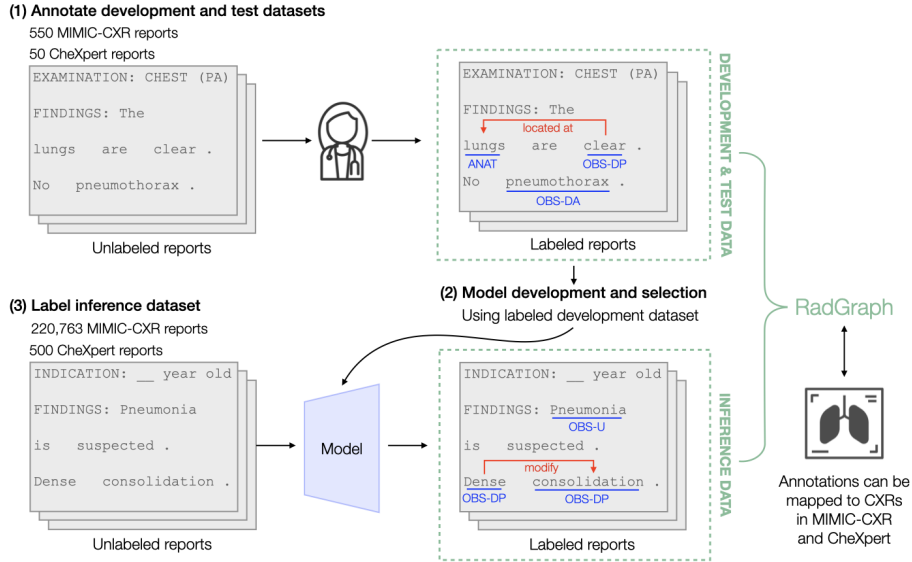 (1) Annotate development and test datasets
550 MIMIC-CXR reports
50 CheXpert reports
EXAMINATION: CHEST (PA)
FINDINGS: The
lungs are clear .
No pneumothorax .
Unlabeled reports
EXAMINATION: CHEST (PA)
FINDINGS: The
located at
lungs are clear .
ANAT OBS-DP
No pneumothorax .
OBS-DA
Labeled reports
DEVELOPMENT & TEST DATA
(2) Model development and selection
Using labeled development dataset
(3) Label inference dataset
220,763 MIMIC-CXR reports
500 CheXpert reports
INDICATION: __ year old
FINDINGS: Pneumonia
is suspected .
Dense consolidation .
Unlabeled reports
Model
INDICATION: __ year old
FINDINGS: Pneumonia
OBS-U
is suspected .
modify
Dense consolidation .
OBS-DP OBS-DP
Labeled reports
INFERENCE DATA
RadGraph
Annotations can be
mapped to CXRs
in MIMIC-CXR
and CheXpert